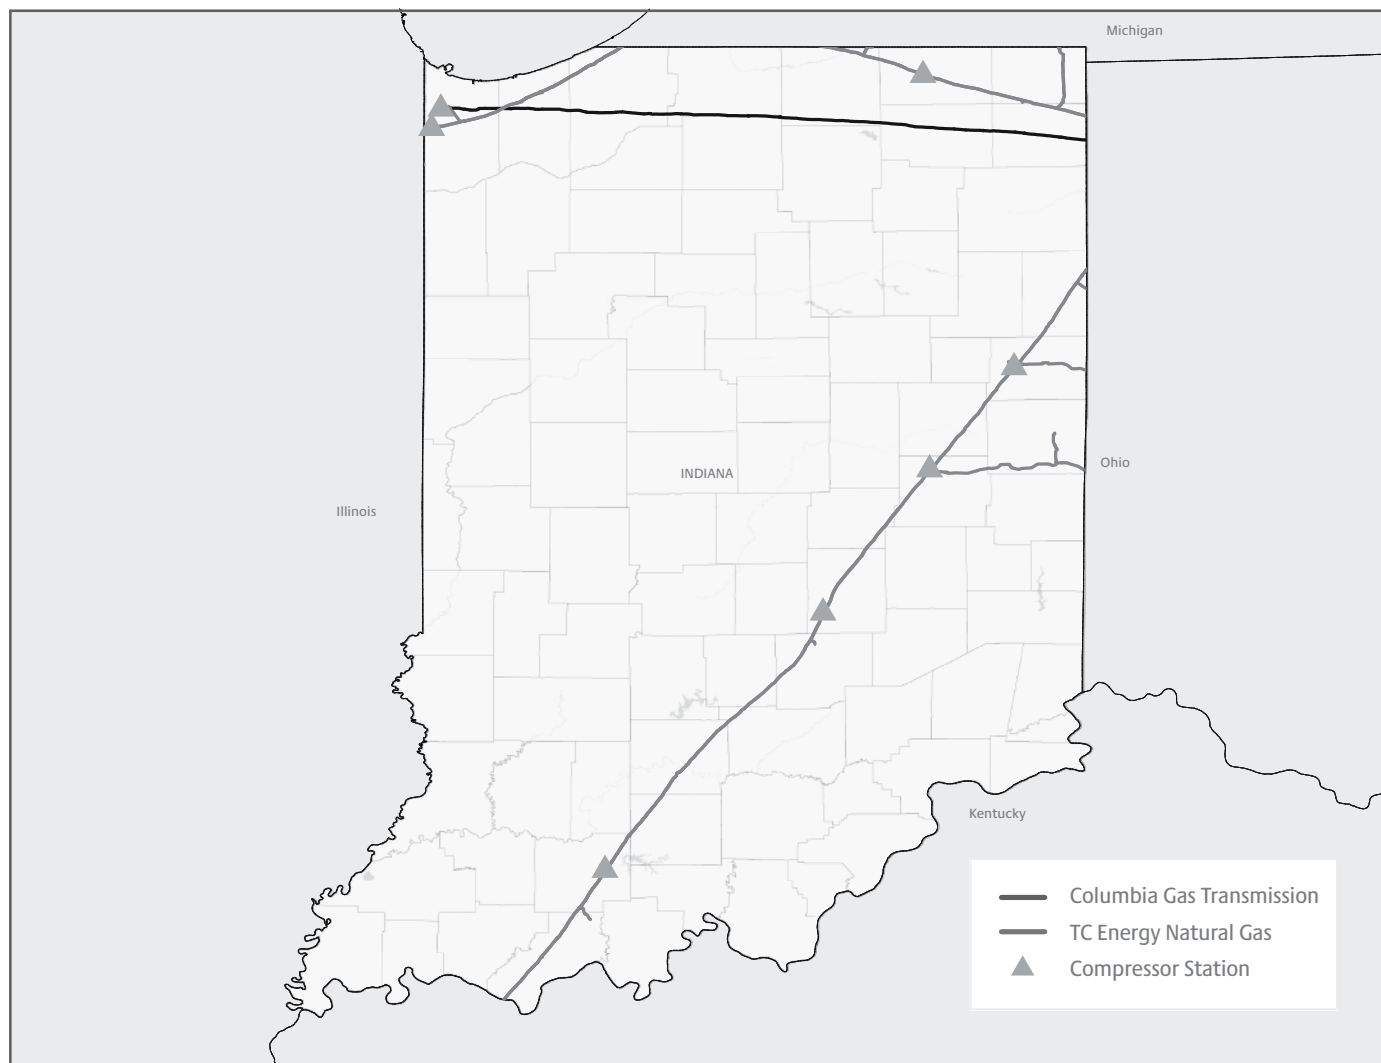 Michigan
INDIANA
Ohio
Illinois
Kentucky
Columbia Gas Transmission
TC Energy Natural Gas
Compressor Station